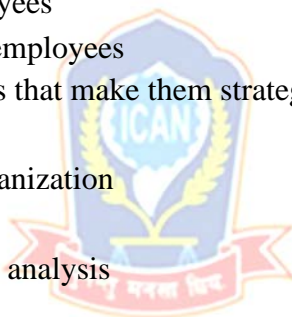 yees
employees
s that make them strateg
ICAN
anization
analysis